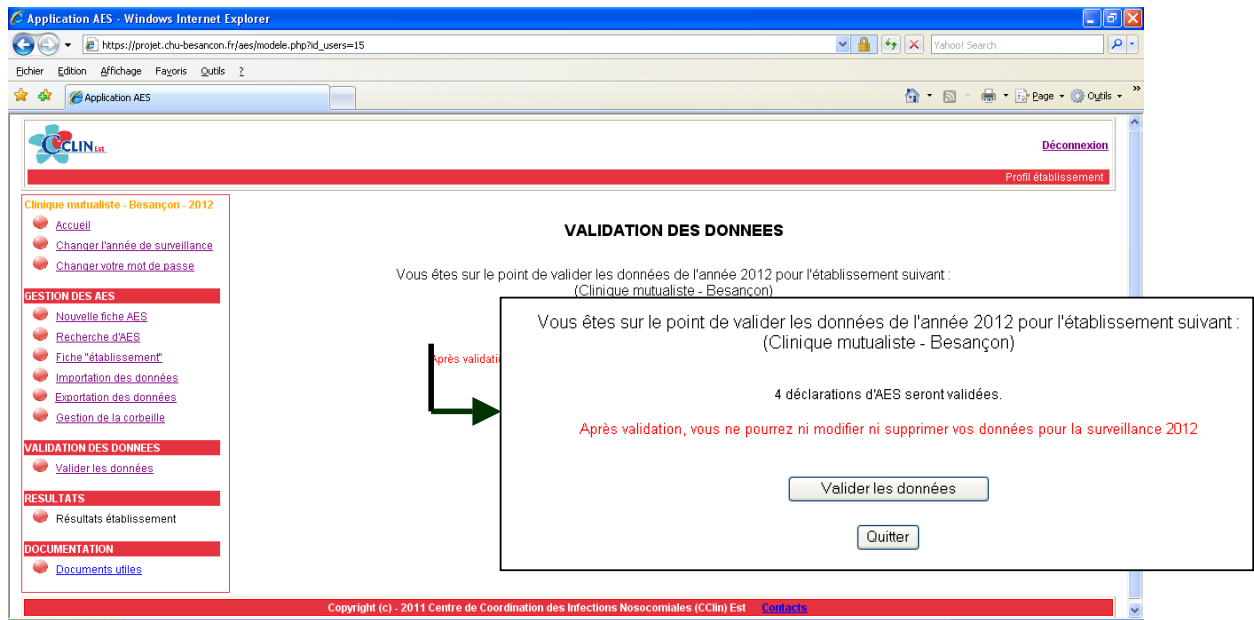 Application AES - Windows Internet Explorer
https://projet.chu-besancon.fr/aes/modele.php?id_users=15
Yahoo! Search
Fichier Edition Affichage Favoris Outils ?
Application AES
Page Outils »
CCLIN Est
Déconnexion
Profil établissement
Clinique mutualiste - Besançon - 2012
Accueil
Changer l'année de surveillance
Changer votre mot de passe
GESTION DES AES
Nouvelle fiche AES
Recherche d'AES
Fiche "établissement"
Importation des données
Exportation des données
Gestion de la corbeille
VALIDATION DES DONNEES
Valider les données
RESULTATS
Résultats établissement
DOCUMENTATION
Documents utiles
VALIDATION DES DONNEES
Vous êtes sur le point de valider les données de l'année 2012 pour l'établissement suivant :
(Clinique mutualiste - Besançon)
Après validati
Vous êtes sur le point de valider les données de l'année 2012 pour l'établissement suivant :
(Clinique mutualiste - Besançon)
4 déclarations d'AES seront validées.
Après validation, vous ne pourrez ni modifier ni supprimer vos données pour la surveillance 2012
Valider les données
Quitter
Copyright (c) - 2011 Centre de Coordination des Infections Nosocomiales (CClin) Est Contacts